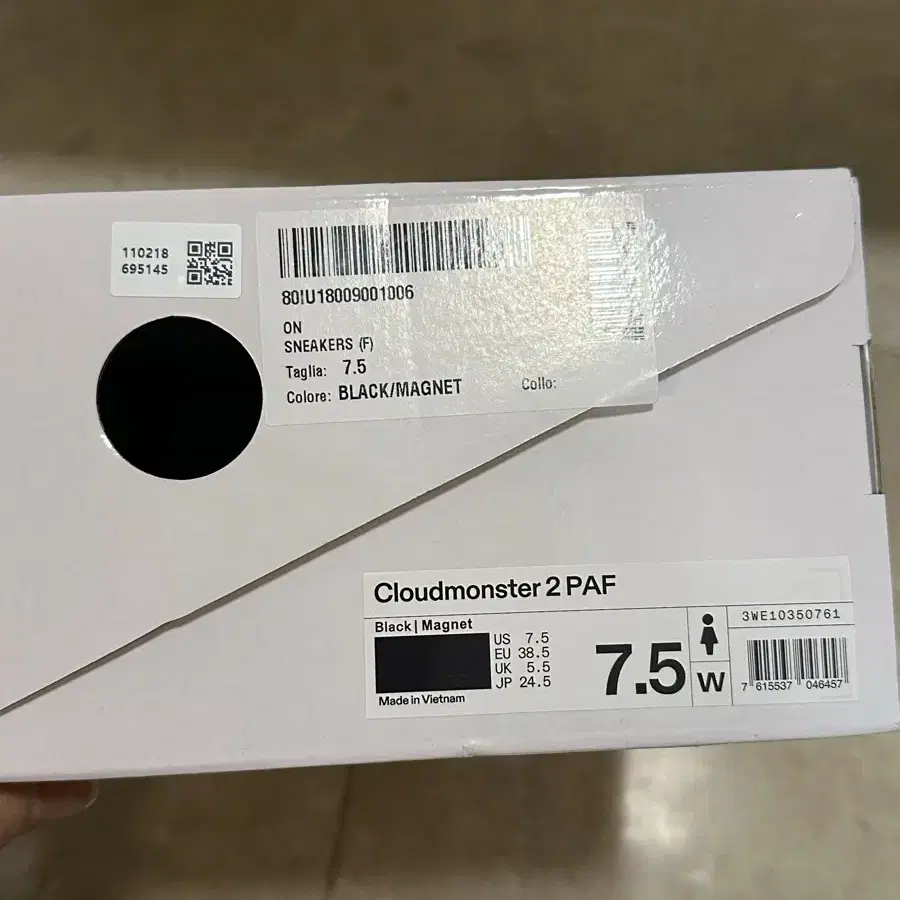 110218
695145
80IU18009001006
ON
SNEAKERS (F)
Taglia: 7.5
Colore: BLACK/MAGNET
Collo:
Cloudmonster 2 PAF
Black | Magnet
US 7.5
EU 38.5
UK 5.5
JP 24.5
Made in Vietnam
7.5
W
3WE10350761
7 615537 046457